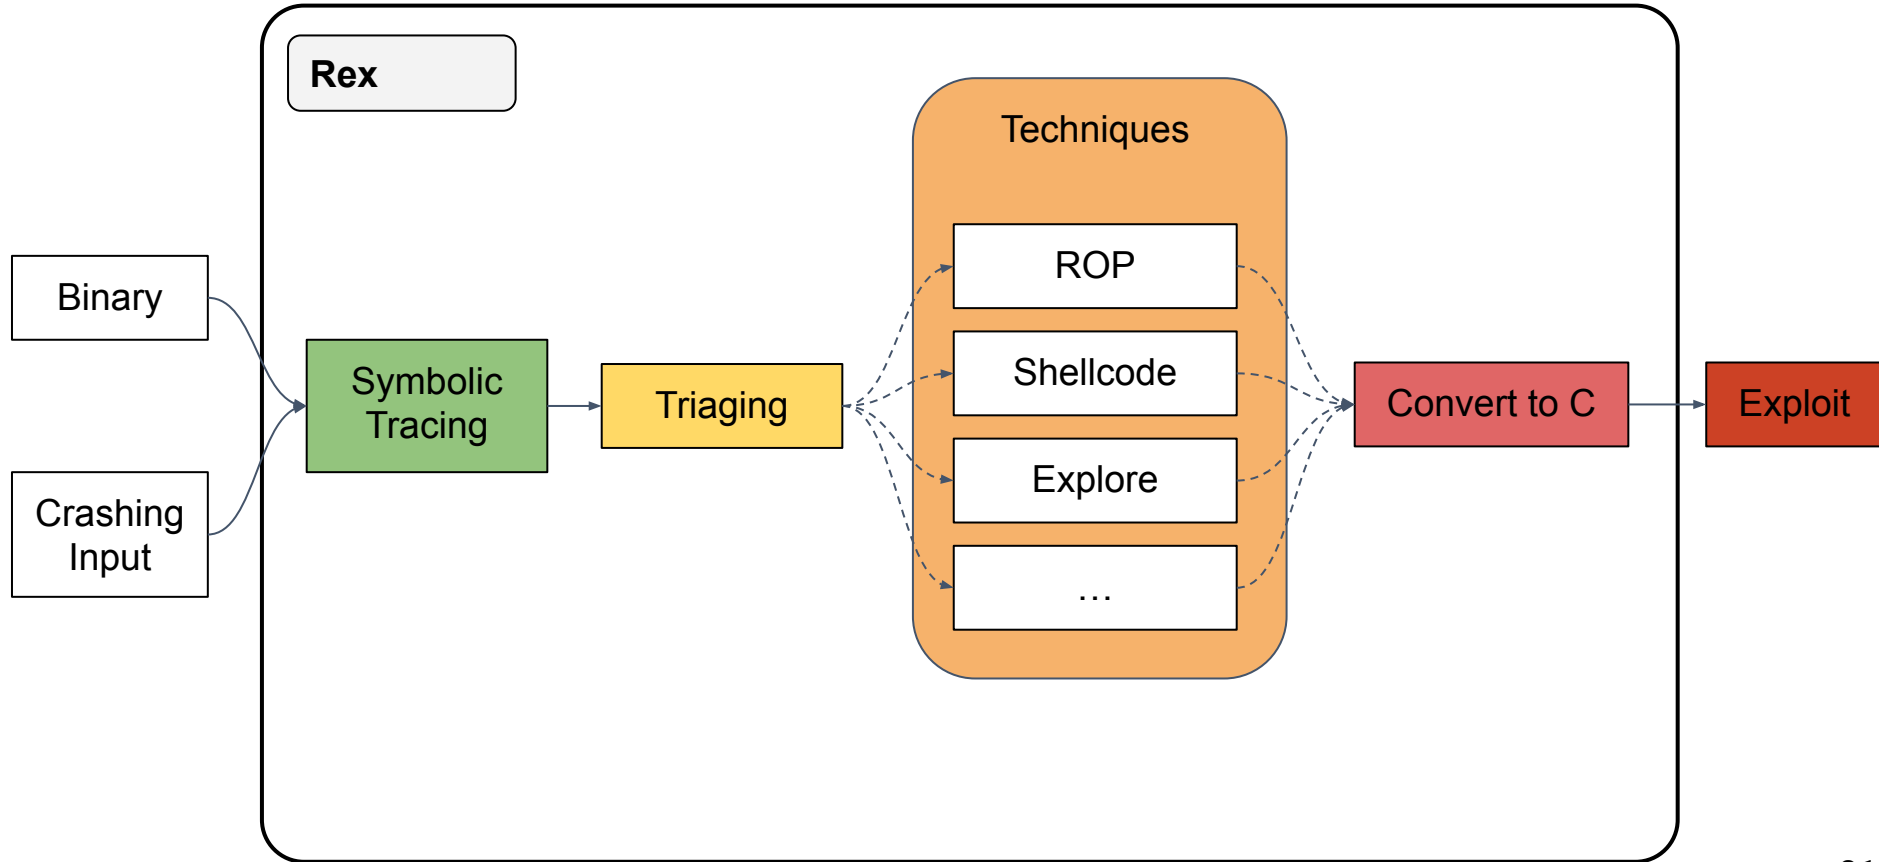 Rex
Techniques
Binary
Crashing
Input
Symbolic
Tracing
Triaging
ROP
Shellcode
Explore
…
Convert to C
Exploit